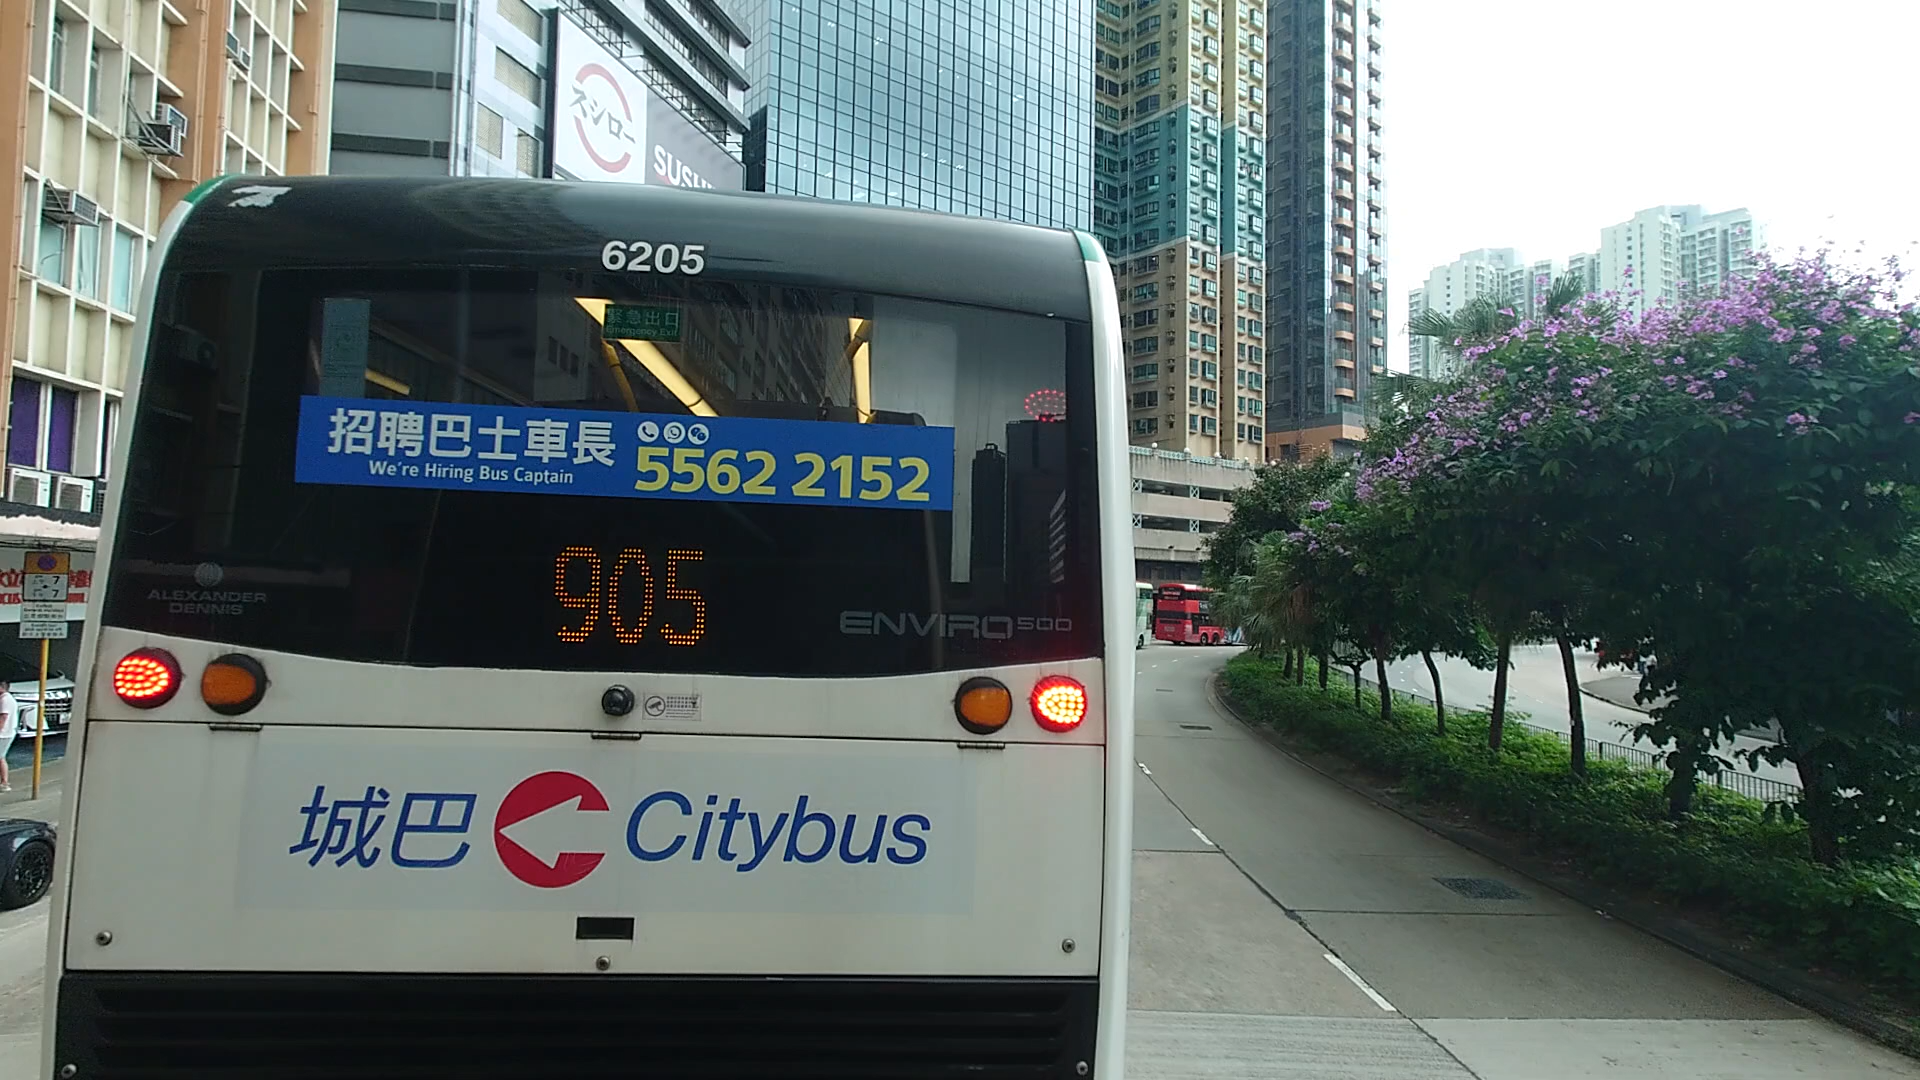 スシロー
SUSHI
6205
緊急出口
Emergency Exit
招聘巴士車長
We're Hiring Bus Captain
5562 2152
905
ALEXANDER
DENNIS
ENVIRO500
城巴 Citybus